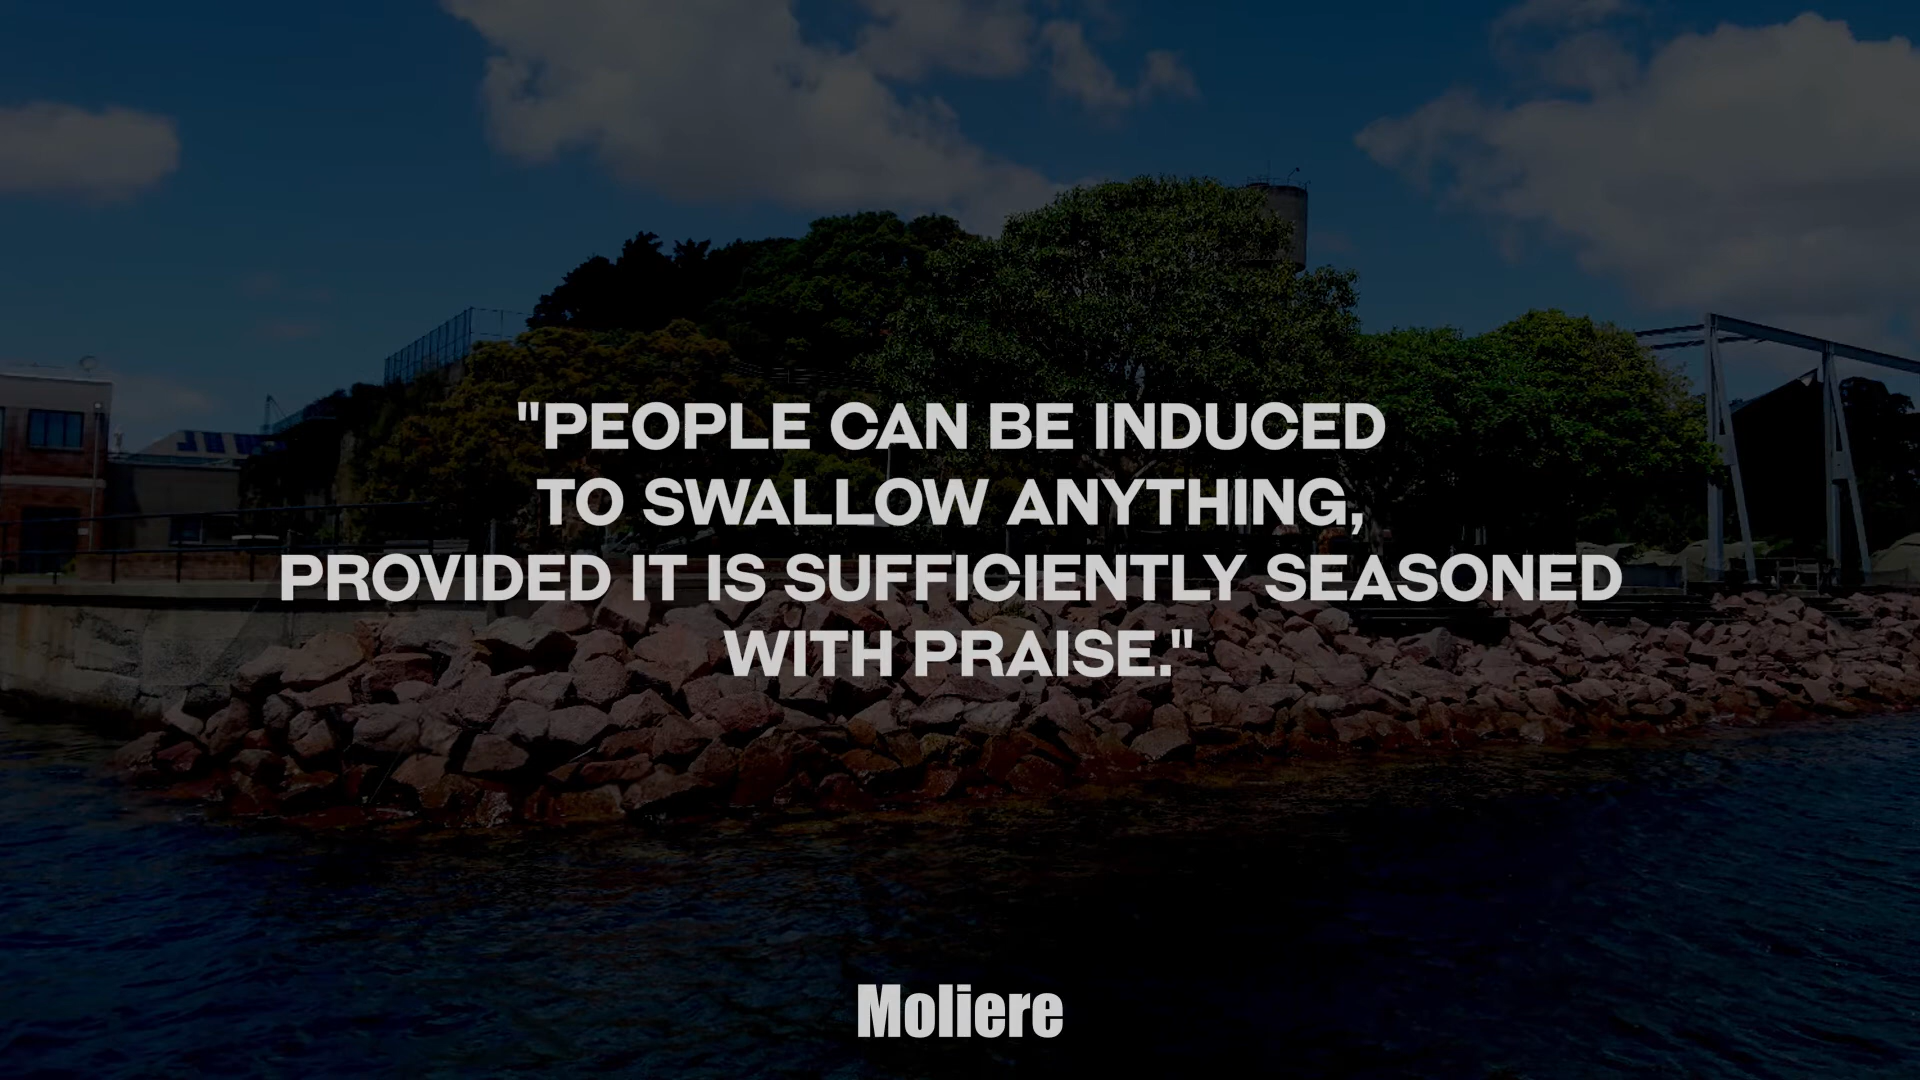 "PEOPLE CAN BE INDUCED
TO SWALLOW ANYTHING,
PROVIDED IT IS SUFFICIENTLY SEASONED
WITH PRAISE."
Moliere